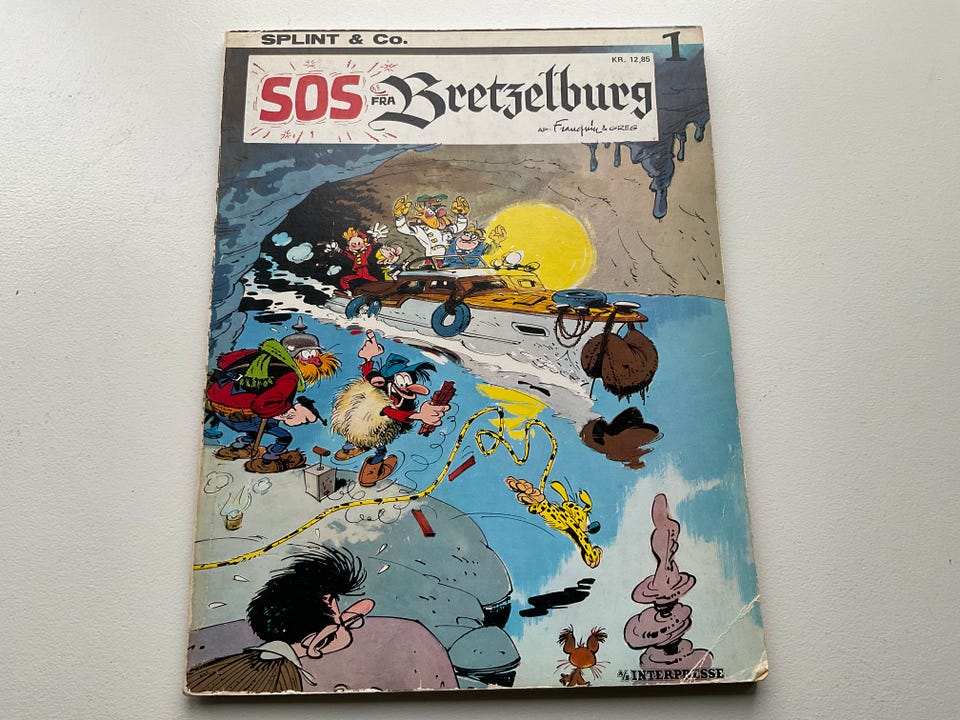 SPLINT & Co.
1
KR. 12,85
SOS FRA Bretzelburg
AF: Franquin & GREG
A/S INTERPRESSE